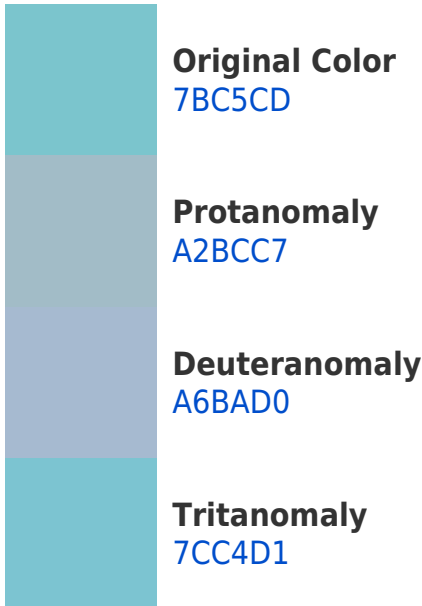 Original Color
7BC5CD
Protanomaly
A2BCC7
Deuteranomaly
A6BAD0
Tritanomaly
7CC4D1